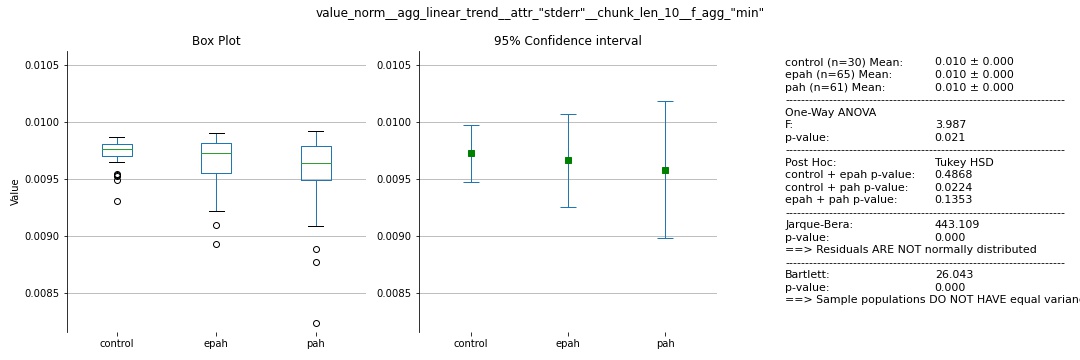 value_norm__agg_linear_trend__attr_"stderr"__chunk_len_10__f_agg_"min"
Box Plot
0.0105
0.0100
0.0095
0.0090
0.0085
Value
control
epah
pah
95% Confidence interval
0.0105
0.0100
0.0095
0.0090
0.0085
control
epah
pah
control (n=30) Mean: 0.010 ± 0.000
epah (n=65) Mean: 0.010 ± 0.000
pah (n=61) Mean: 0.010 ± 0.000
One-Way ANOVA
F: 3.987
p-value: 0.021
Post Hoc: Tukey HSD
control + epah p-value: 0.4868
control + pah p-value: 0.0224
epah + pah p-value: 0.1353
Jarque-Bera: 443.109
p-value: 0.000
==> Residuals ARE NOT normally distributed
Bartlett: 26.043
p-value: 0.000
==> Sample populations DO NOT HAVE equal varian